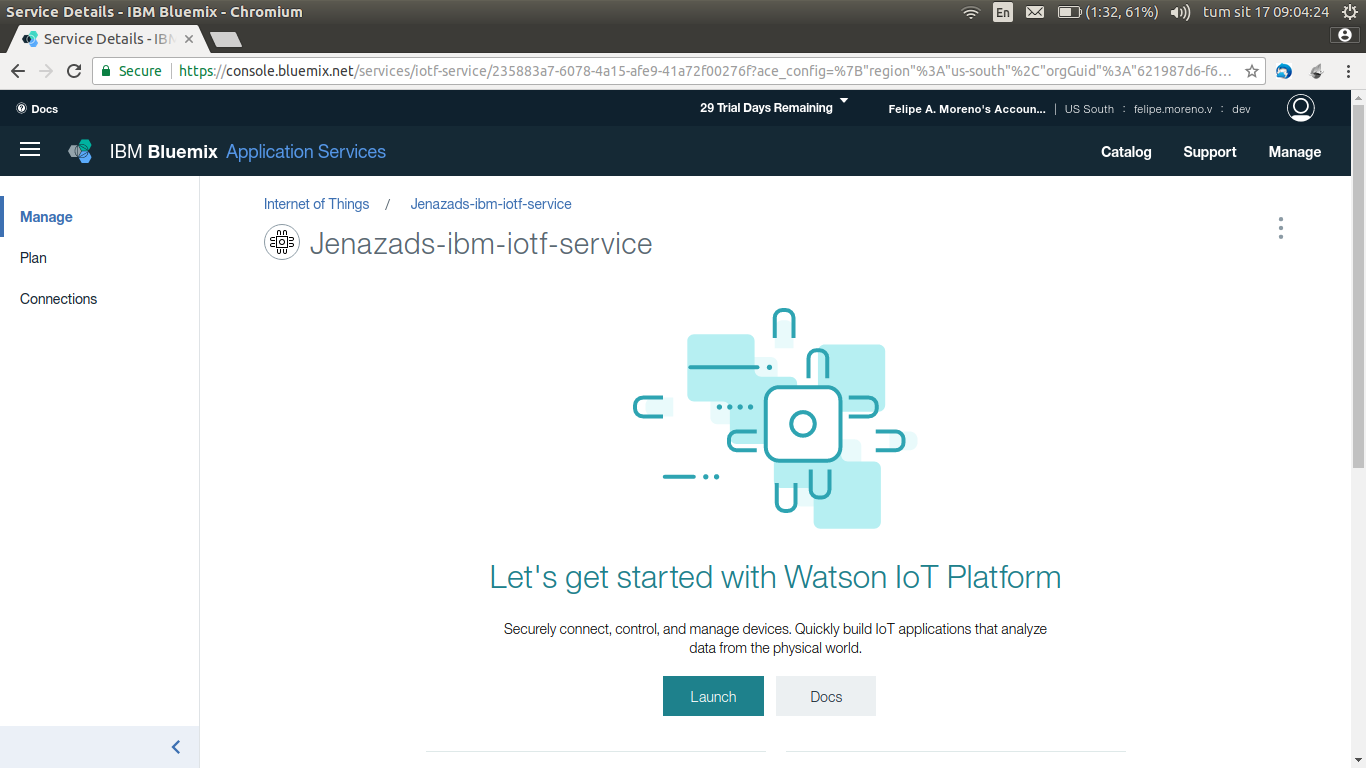 Service Details - IBM Bluemix - Chromium
En
(1:32, 61%)
tum sit 17 09:04:24
Service Details - IBM
Secure
https://console.bluemix.net/services/iotf-service/235883a7-6078-4a15-afe9-41a72f00276f?ace_config=%7B"region"%3A"us-south"%2C"orgGuid"%3A"621987d6-f6...
Docs
29 Trial Days Remaining
Felipe A. Moreno's Accoun... | US South : felipe.moreno.v : dev
IBM Bluemix Application Services
Catalog
Support
Manage
Manage
Plan
Connections
Internet of Things / Jenazads-ibm-iotf-service
Jenazads-ibm-iotf-service
Let's get started with Watson IoT Platform
Securely connect, control, and manage devices. Quickly build IoT applications that analyze
data from the physical world.
Launch
Docs